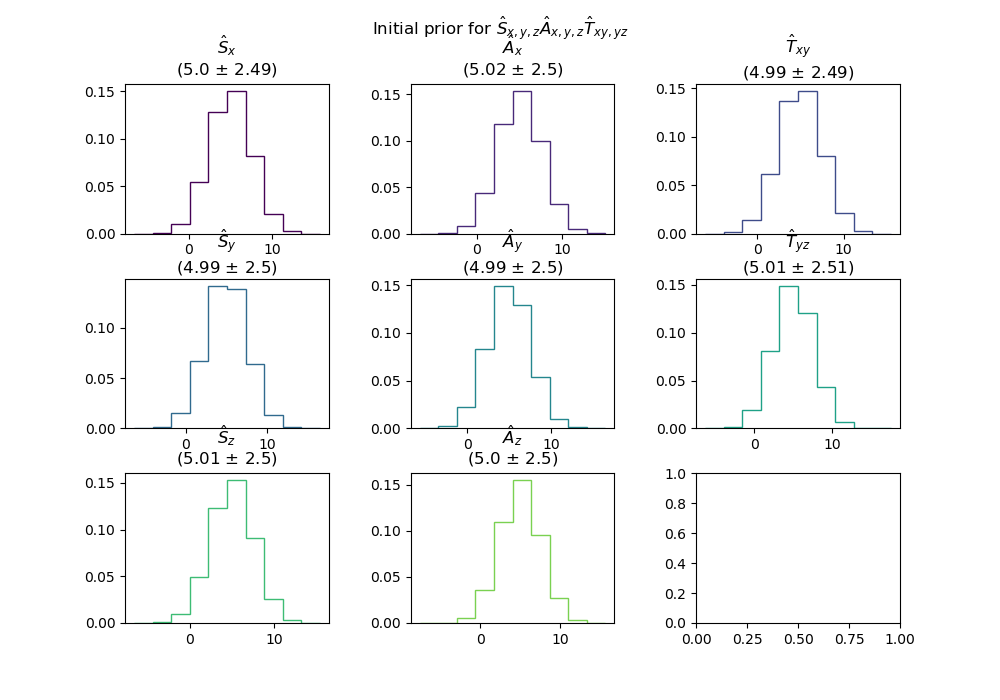 Initial prior for Ŝx,y,zÂx,y,zT̂xy,yz
Ŝx
(5.0 ± 2.49)
Âx
(5.02 ± 2.5)
T̂xy
(4.99 ± 2.49)
0.15
0.10
0.05
0.00
0 10
0.15
0.10
0.05
0.00
0 10
0.15
0.10
0.05
0.00
0 10
Ŝy
(4.99 ± 2.5)
Ây
(4.99 ± 2.5)
T̂yz
(5.01 ± 2.51)
0.10
0.05
0.00
0 10
0.15
0.10
0.05
0.00
0 10
0.15
0.10
0.05
0.00
0 10
Ŝz
(5.01 ± 2.5)
Âz
(5.0 ± 2.5)
0.15
0.10
0.05
0.00
0 10
0.15
0.10
0.05
0.00
0 10
1.0
0.8
0.6
0.4
0.2
0.0
0.00 0.25 0.50 0.75 1.00